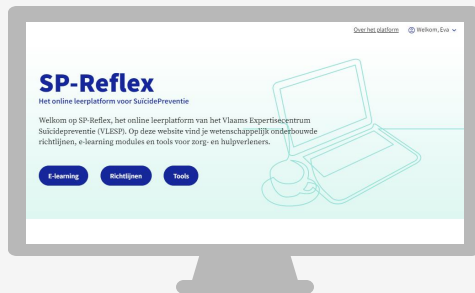 Over het platform Welkom, Eva
SP-Reflex
Het online leerplatform voor SuïcidePreventie
Welkom op SP-Reflex, het online leerplatform van het Vlaams Expertisecentrum
Suïcidepreventie (VLESP). Op deze website vind je wetenschappelijk onderbouwde
richtlijnen, e-learning modules en tools voor zorg- en hulpverleners.
E-learning Richtlijnen Tools